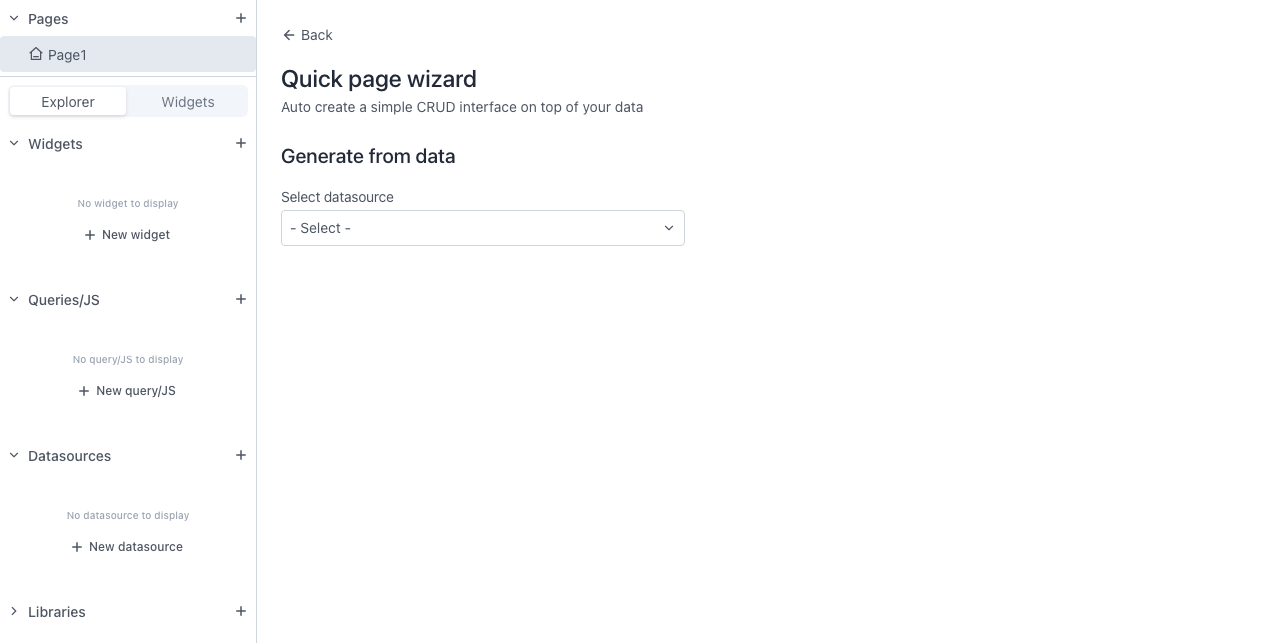 Pages
Page1
Explorer
Widgets
Widgets
No widget to display
New widget
Queries/JS
No query/JS to display
New query/JS
Datasources
No datasource to display
New datasource
Libraries
Back
Quick page wizard
Auto create a simple CRUD interface on top of your data
Generate from data
Select datasource
- Select -